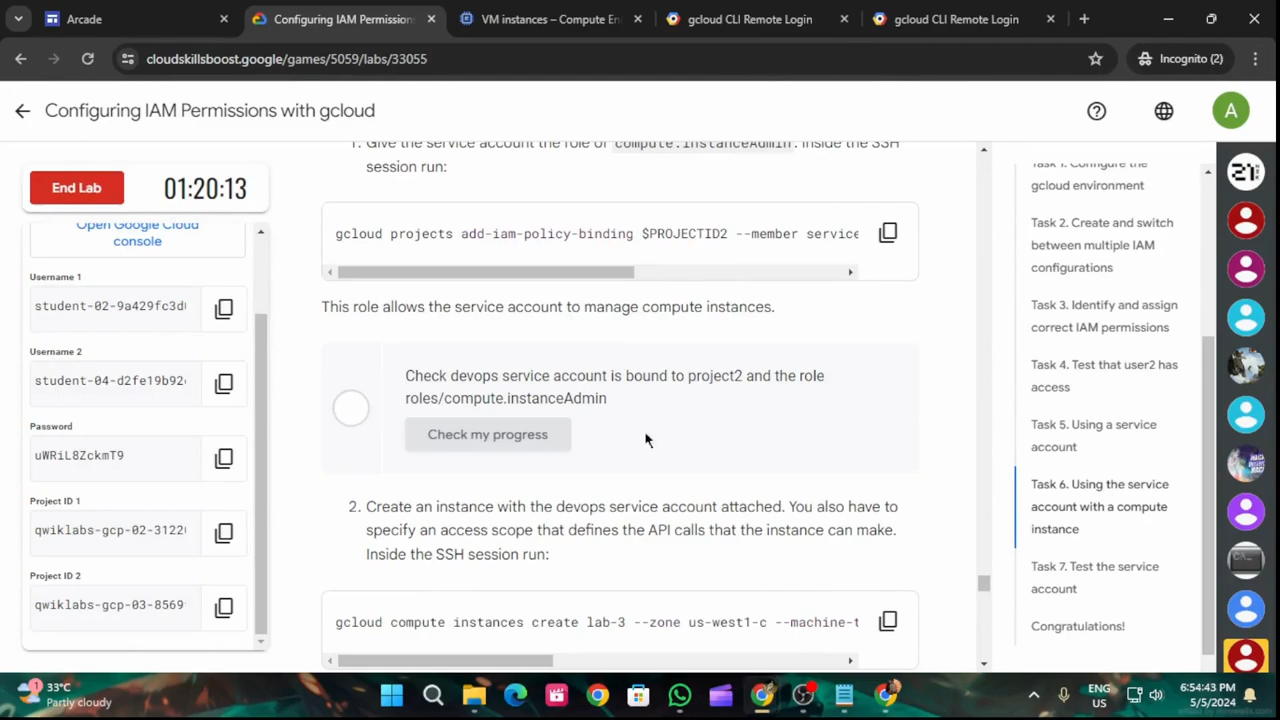 Arcade
Configuring IAM Permission
VM instances – Compute En
gcloud CLI Remote Login
gcloud CLI Remote Login
cloudskillsboost.google/games/5059/labs/33055
Incognito (2)
Configuring IAM Permissions with gcloud
A
End Lab
01:20:13
Open Google Cloud
console
Username 1
student-02-9a429fc3d
Username 2
student-04-d2fe19b92
Password
uWRiL8ZckmT9
Project ID 1
qwiklabs-gcp-02-3122
Project ID 2
qwiklabs-gcp-03-8569
1. Give the service account the role of compute.instanceAdmin. Inside the SSH
session run:
gcloud projects add-iam-policy-binding $PROJECTID2 --member service
This role allows the service account to manage compute instances.
Check devops service account is bound to project2 and the role
roles/compute.instanceAdmin
Check my progress
2. Create an instance with the devops service account attached. You also have to
specify an access scope that defines the API calls that the instance can make.
Inside the SSH session run:
gcloud compute instances create lab-3 --zone us-west1-c --machine-t
Task 1. Configure the
gcloud environment
Task 2. Create and switch
between multiple IAM
configurations
Task 3. Identify and assign
correct IAM permissions
Task 4. Test that user2 has
access
Task 5. Using a service
account
Task 6. Using the service
account with a compute
instance
Task 7. Test the service
account
Congratulations!
33°C
Partly cloudy
ENG
US
6:54:43 PM
5/5/2024